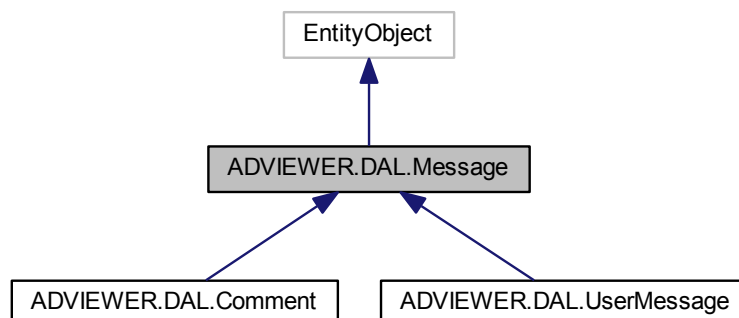 EntityObject
ADVIEWER.DAL.Message
ADVIEWER.DAL.Comment
ADVIEWER.DAL.UserMessage